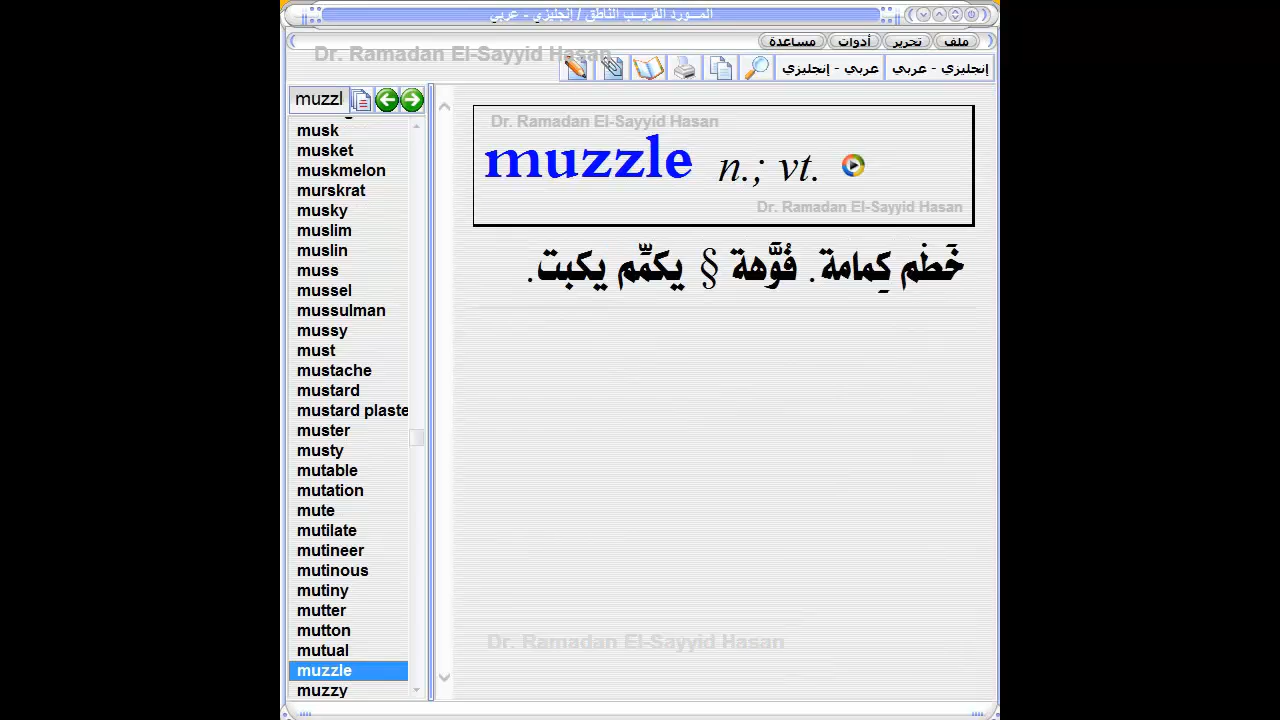 المـــورد القريـــب الناطق / إنجليزي - عربي
ملف تحرير أدوات مساعدة
Dr. Ramadan El-Sayyid Hasan
إنجليزي - عربي عربي - إنجليزي
muzzl
musk
musket
muskmelon
murskrat
musky
muslim
muslin
muss
mussel
mussulman
mussy
must
mustache
mustard
mustard plaste
muster
musty
mutable
mutation
mute
mutilate
mutineer
mutinous
mutiny
mutter
mutton
mutual
muzzle
muzzy
Dr. Ramadan El-Sayyid Hasan
muzzle n.; vt.
Dr. Ramadan El-Sayyid Hasan
خَطْم كِمامة. فُوَّهة § يكمِّم يكبت.
Dr. Ramadan El-Sayyid Hasan